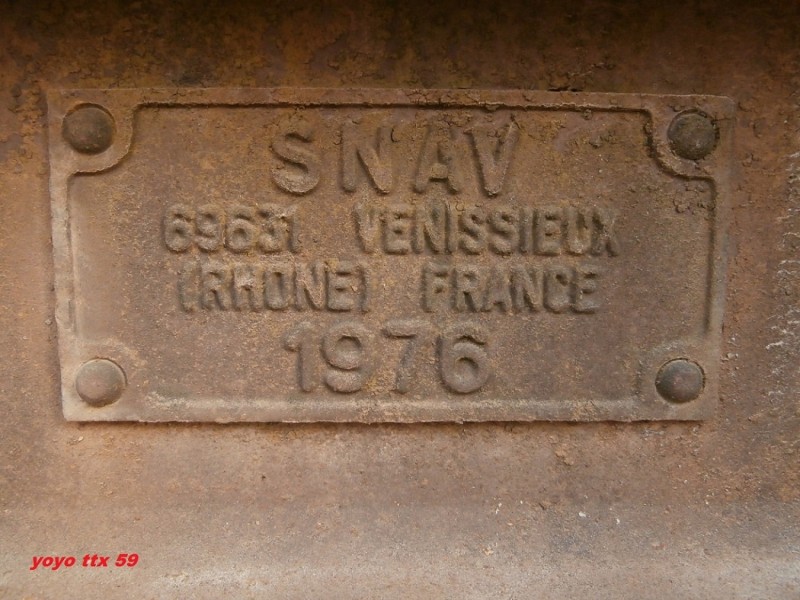 SNAV
69631 VENISSIEUX
(RHONE) FRANCE
1976
yoyo ttx 59